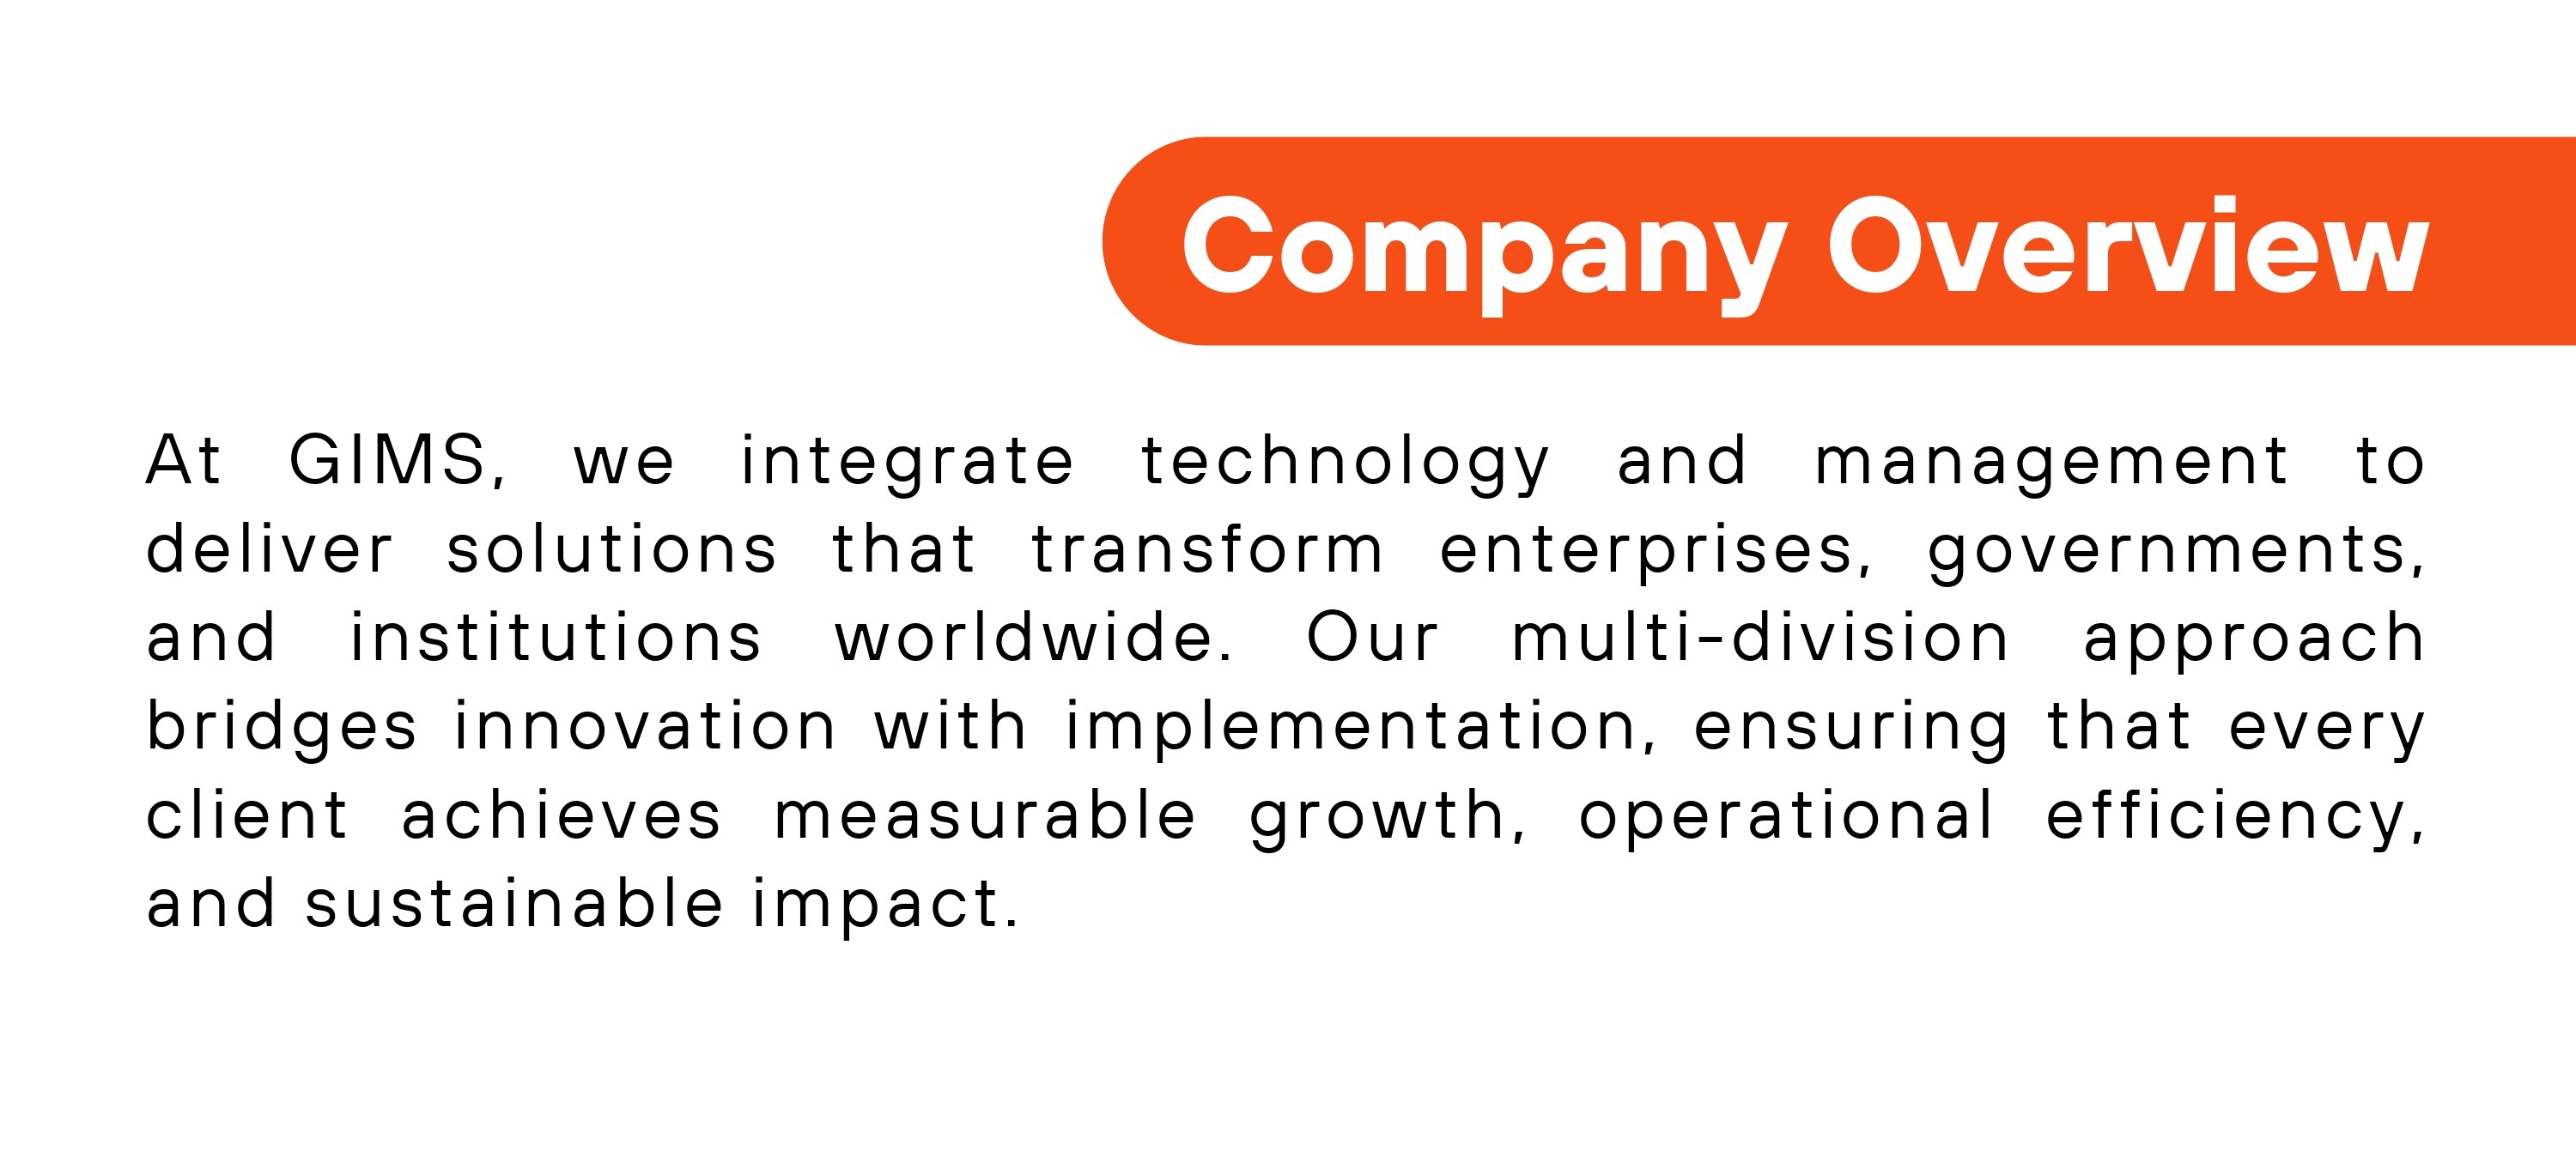 Company Overview
At GIMS, we integrate technology and management to
deliver solutions that transform enterprises, governments,
and institutions worldwide. Our multi-division approach
bridges innovation with implementation, ensuring that every
client achieves measurable growth, operational efficiency,
and sustainable impact.